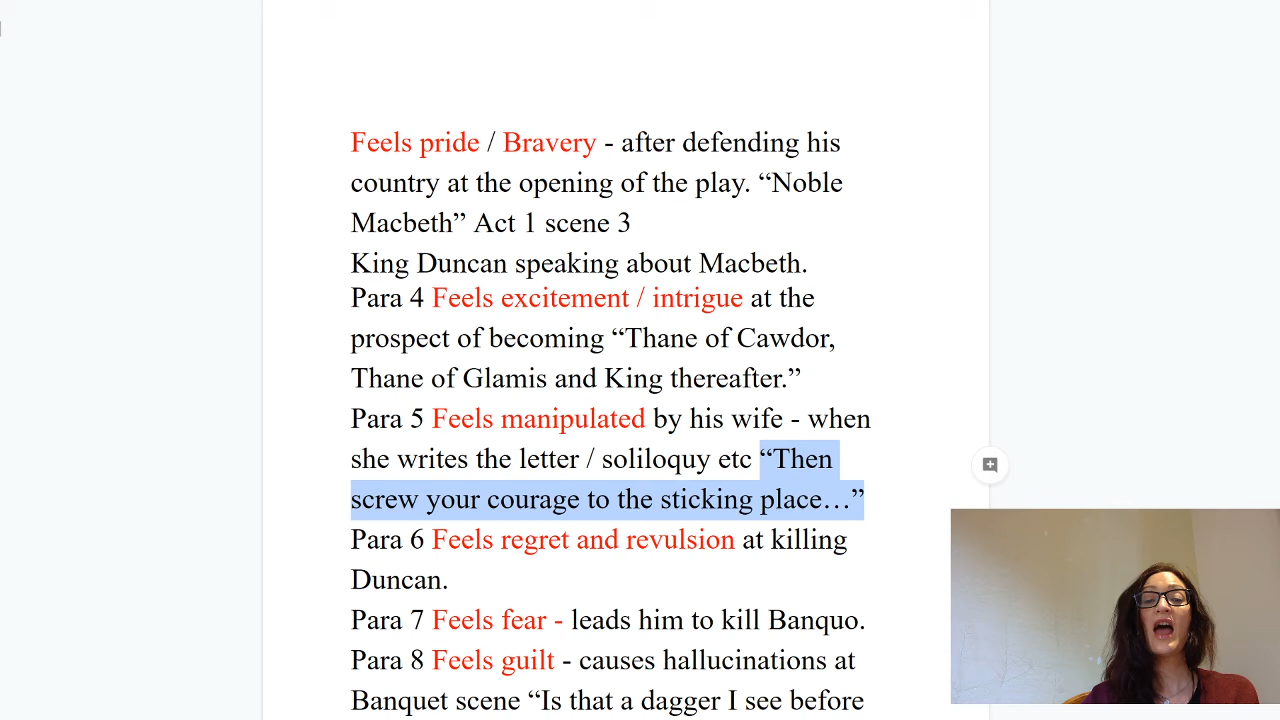 Feels pride / Bravery - after defending his
country at the opening of the play. “Noble
Macbeth” Act 1 scene 3
King Duncan speaking about Macbeth.
Para 4 Feels excitement / intrigue at the
prospect of becoming “Thane of Cawdor,
Thane of Glamis and King thereafter.”
Para 5 Feels manipulated by his wife - when
she writes the letter / soliloquy etc “Then
screw your courage to the sticking place…”
Para 6 Feels regret and revulsion at killing
Duncan.
Para 7 Feels fear - leads him to kill Banquo.
Para 8 Feels guilt - causes hallucinations at
Banquet scene “Is that a dagger I see before